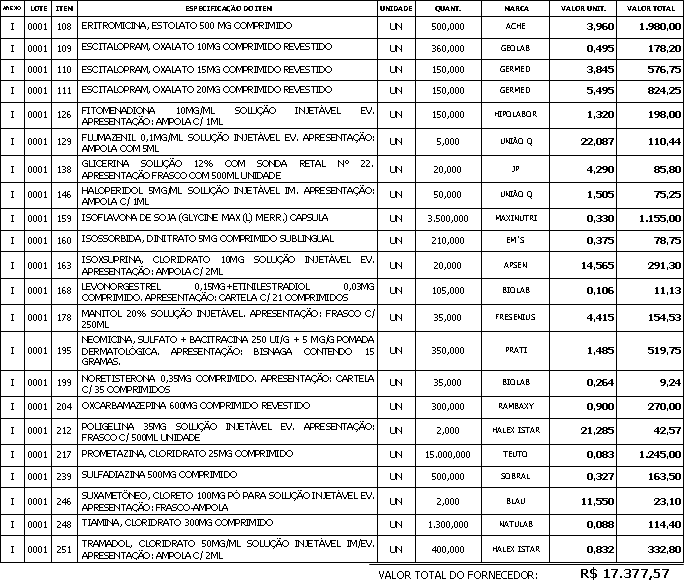 ANEXO LOTE ITEM ESPECIFICAÇÃO DO ITEM UNIDADE QUANT. MARCA VALOR UNIT. VALOR TOTAL
I 0001 108 ERITROMICINA, ESTOLATO 500 MG COMPRIMIDO UN 500,000 ACHE 3,960 1.980,00
I 0001 109 ESCITALOPRAM, OXALATO 10MG COMPRIMIDO REVESTIDO UN 360,000 GEOLAB 0,495 178,20
I 0001 110 ESCITALOPRAM, OXALATO 15MG COMPRIMIDO REVESTIDO UN 150,000 GERMED 3,845 576,75
I 0001 111 ESCITALOPRAM, OXALATO 20MG COMPRIMIDO REVESTIDO UN 150,000 GERMED 5,495 824,25
I 0001 126 FITOMENADIONA 10MG/ML SOLUÇÃO INJETÁVEL EV.
APRESENTAÇÃO: AMPOLA C/ 1ML UN 150,000 HIPOLABOR 1,320 198,00
I 0001 129 FLUMAZENIL 0,1MG/ML SOLUÇÃO INJETÁVEL EV. APRESENTAÇÃO:
AMPOLA COM 5ML UN 5,000 UNIÃO Q 22,087 110,44
I 0001 138 GLICERINA SOLUÇÃO 12% COM SONDA RETAL Nº 22.
APRESENTAÇÃO FRASCO COM 500ML UNIDADE UN 20,000 JP 4,290 85,80
I 0001 146 HALOPERIDOL 5MG/ML SOLUÇÃO INJETÁVEL IM. APRESENTAÇÃO:
AMPOLA C/ 1ML UN 50,000 UNIÃO Q 1,505 75,25
I 0001 159 ISOFLAVONA DE SOJA (GLYCINE MAX (L) MERR.) CAPSULA UN 3.500,000 MAXINUTRI 0,330 1.155,00
I 0001 160 ISOSSORBIDA, DINITRATO 5MG COMPRIMIDO SUBLINGUAL UN 210,000 EM'S 0,375 78,75
I 0001 163 ISOXSUPRINA, CLORIDRATO 10MG SOLUÇÃO INJETÁVEL EV.
APRESENTAÇÃO: AMPOLA C/ 2ML UN 20,000 APSEN 14,565 291,30
I 0001 168 LEVONORGESTREL 0,15MG+ETINILESTRADIOL 0,03MG
COMPRIMIDO. APRESENTAÇÃO: CARTELA C/ 21 COMPRIMIDOS UN 105,000 BIOLAB 0,106 11,13
I 0001 178 MANITOL 20% SOLUÇÃO INJETÁVEL. APRESENTAÇÃO: FRASCO C/
250ML UN 35,000 FRESENIUS 4,415 154,53
I 0001 195 NEOMICINA, SULFATO + BACITRACINA 250 UI/G + 5 MG/G POMADA
DERMATOLÓGICA. APRESENTAÇÃO: BISNAGA CONTENDO 15
GRAMAS. UN 350,000 PRATI 1,485 519,75
I 0001 199 NORETISTERONA 0,35MG COMPRIMIDO. APRESENTAÇÃO: CARTELA
C/ 35 COMPRIMIDOS UN 35,000 BIOLAB 0,264 9,24
I 0001 204 OXCARBAMAZEPINA 600MG COMPRIMIDO REVESTIDO UN 300,000 RAMBAXY 0,900 270,00
I 0001 212 POLIGELINA 35MG SOLUÇÃO INJETÁVEL EV. APRESENTAÇÃO:
FRASCO C/ 500ML UNIDADE UN 2,000 HALEX ISTAR 21,285 42,57
I 0001 217 PROMETAZINA, CLORIDRATO 25MG COMPRIMIDO UN 15.000,000 TEUTO 0,083 1.245,00
I 0001 239 SULFADIAZINA 500MG COMPRIMIDO UN 500,000 SOBRAL 0,327 163,50
I 0001 246 SUXAMETÔNEO, CLORETO 100MG PÓ PARA SOLUÇÃO INJETÁVEL EV.
APRESENTAÇÃO: FRASCO-AMPOLA UN 2,000 BLAU 11,550 23,10
I 0001 248 TIAMINA, CLORIDRATO 300MG COMPRIMIDO UN 1.300,000 NATULAB 0,088 114,40
I 0001 251 TRAMADOL, CLORIDRATO 50MG/ML SOLUÇÃO INJETÁVEL IM/EV.
APRESENTAÇÃO: AMPOLA C/ 2ML UN 400,000 HALEX ISTAR 0,832 332,80
VALOR TOTAL DO FORNECEDOR: R$ 17.377,57